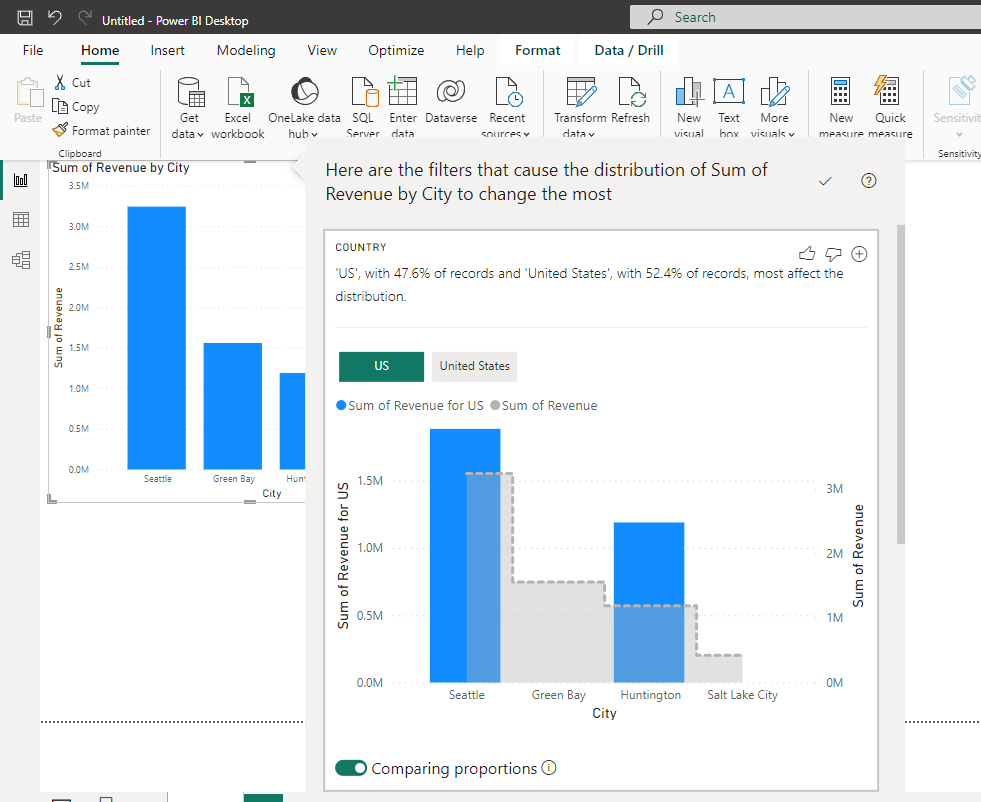 Untitled - Power BI Desktop
Search
File Home Insert Modeling View Optimize Help Format Data / Drill
Paste
Cut
Copy
Format painter
Clipboard
Get data
Excel workbook
OneLake data hub
SQL Server
Enter data
Dataverse
Recent sources
Transform data
Refresh
New visual
Text box
More visuals
New measure
Quick measure
Sensitivity
Sum of Revenue by City
3.5M
3.0M
2.5M
2.0M
1.5M
1.0M
0.5M
0.0M
Sum of Revenue
Seattle Green Bay Hunt
City
Here are the filters that cause the distribution of Sum of
Revenue by City to change the most
COUNTRY
'US', with 47.6% of records and 'United States', with 52.4% of records, most affect the
distribution.
US United States
Sum of Revenue for US Sum of Revenue
1.5M
1.0M
0.5M
0.0M
Sum of Revenue for US
3M
2M
1M
0M
Sum of Revenue
Seattle Green Bay Huntington Salt Lake City
City
Comparing proportions